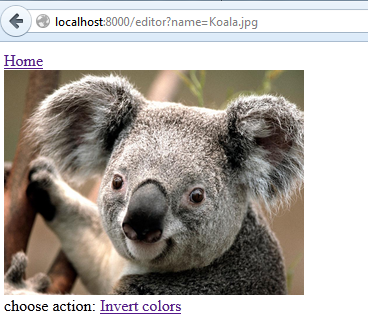 localhost:8000/editor?name=Koala.jpg
Home
choose action: Invert colors